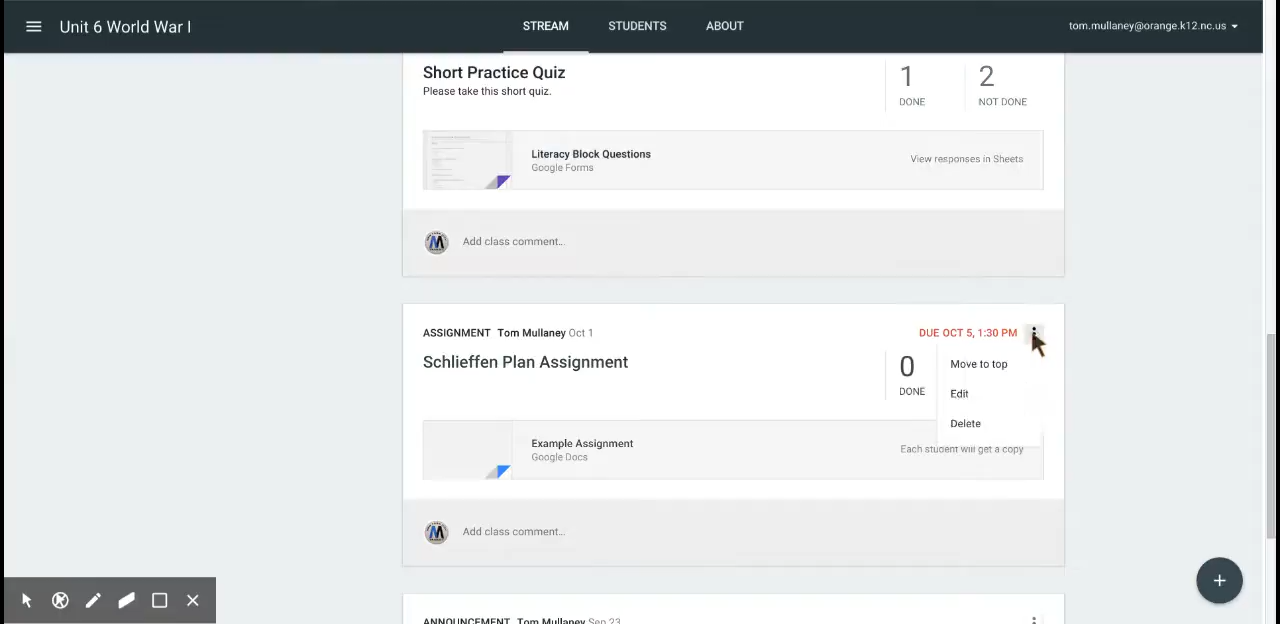 Unit 6 World War I
STREAM
STUDENTS
ABOUT
tom.mullaney@orange.k12.nc.us
Short Practice Quiz
Please take this short quiz.
1
DONE
2
NOT DONE
Literacy Block Questions
Google Forms
View responses in Sheets
Add class comment...
ASSIGNMENT Tom Mullaney Oct 1
DUE OCT 5, 1:30 PM
Schlieffen Plan Assignment
0
DONE
Move to top
Edit
Delete
Example Assignment
Google Docs
Each student will get a copy
Add class comment...
ANNOUNCEMENT Tom Mullaney Sep 23